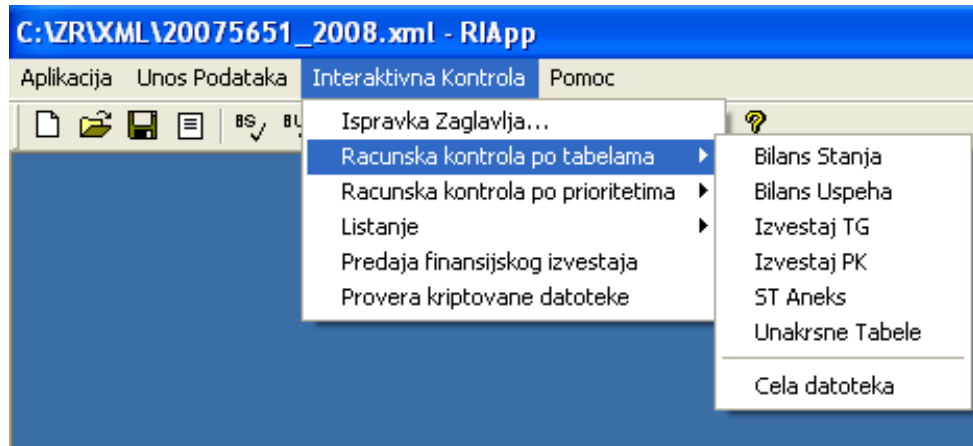 C:\ZR\XML\20075651_2008.xml - RIApp
Aplikacija Unos Podataka Interaktivna Kontrola Pomoc
BS
Ispravka Zaglavlja...
Racunska kontrola po tabelama
Racunska kontrola po prioritetima
Listanje
Predaja finansijskog izvestaja
Provera kriptovane datoteke
Bilans Stanja
Bilans Uspeha
Izvestaj TG
Izvestaj PK
ST Aneks
Unakrsne Tabele
Cela datoteka